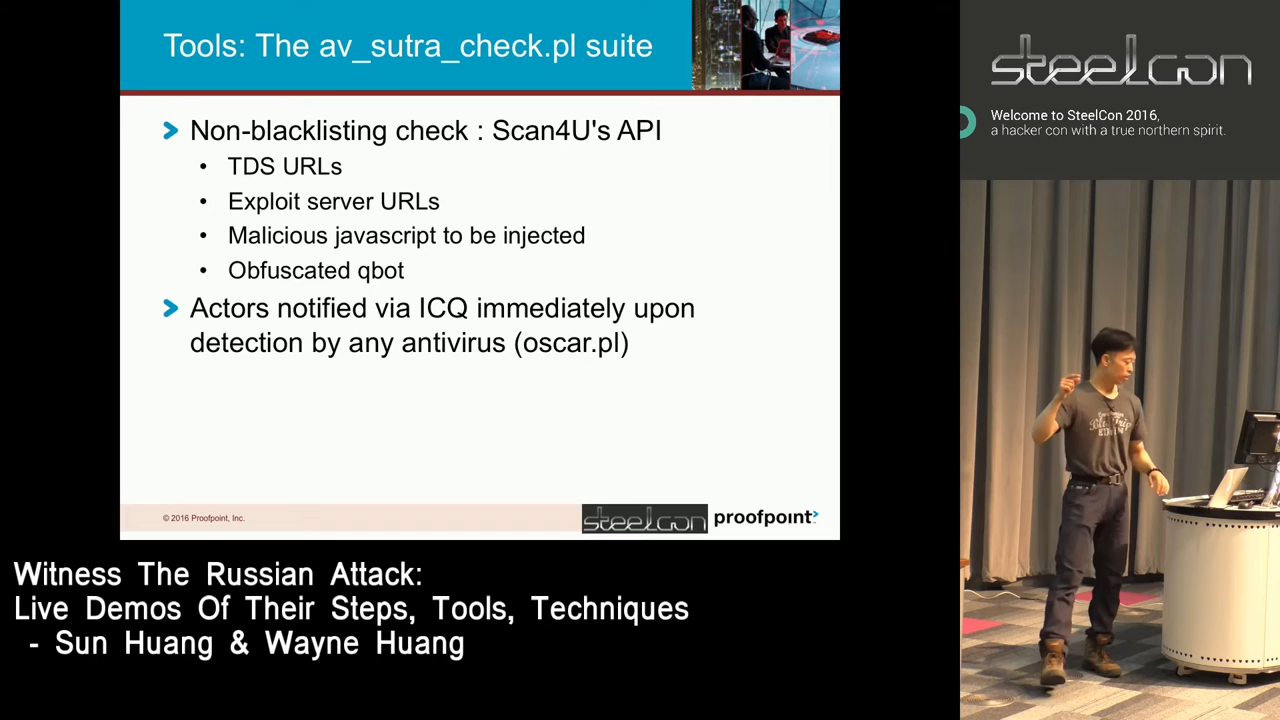 Tools: The av_sutra_check.pl suite
Non-blacklisting check : Scan4U's API
• TDS URLs
• Exploit server URLs
• Malicious javascript to be injected
• Obfuscated qbot
Actors notified via ICQ immediately upon
detection by any antivirus (oscar.pl)
© 2016 Proofpoint, Inc.
steelcon
proofpoint
Witness The Russian Attack:
Live Demos Of Their Steps, Tools, Techniques
- Sun Huang & Wayne Huang
steelcon
Welcome to SteelCon 2016,
a hacker con with a true northern spirit.